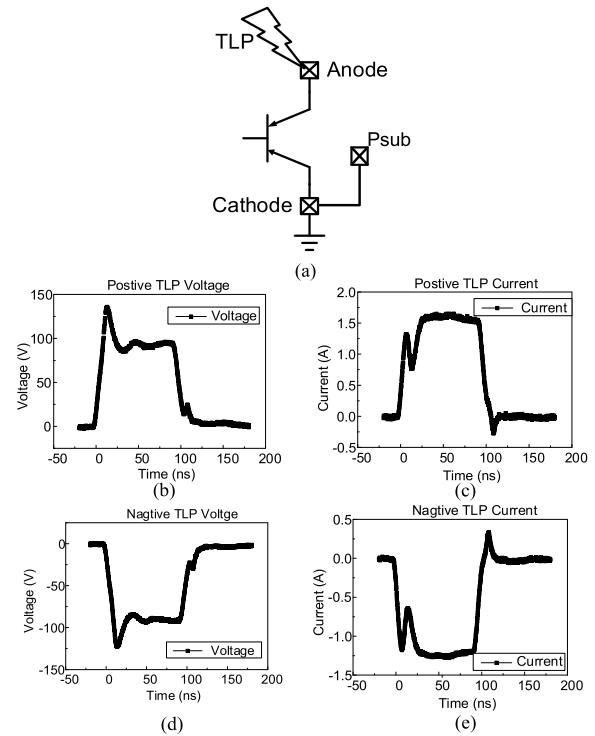 TLP
Anode
Psub
Cathode
(a)
Postive TLP Voltage
Voltage
Voltage (V)
150
100
50
0
-50 0 50 100 150 200
Time (ns)
(b)
Postive TLP Current
Current
Current (A)
2.0
1.5
1.0
0.5
0.0
-0.5
-50 0 50 100 150 200
Time (ns)
(c)
Nagtive TLP Voltge
Voltage
Voltage (V)
0
-50
-100
-150
-50 0 50 100 150 200
Time (ns)
(d)
Nagtive TLP Current
Current
Current (A)
0.5
0.0
-0.5
-1.0
-1.5
-50 0 50 100 150 200
Time (ns)
(e)